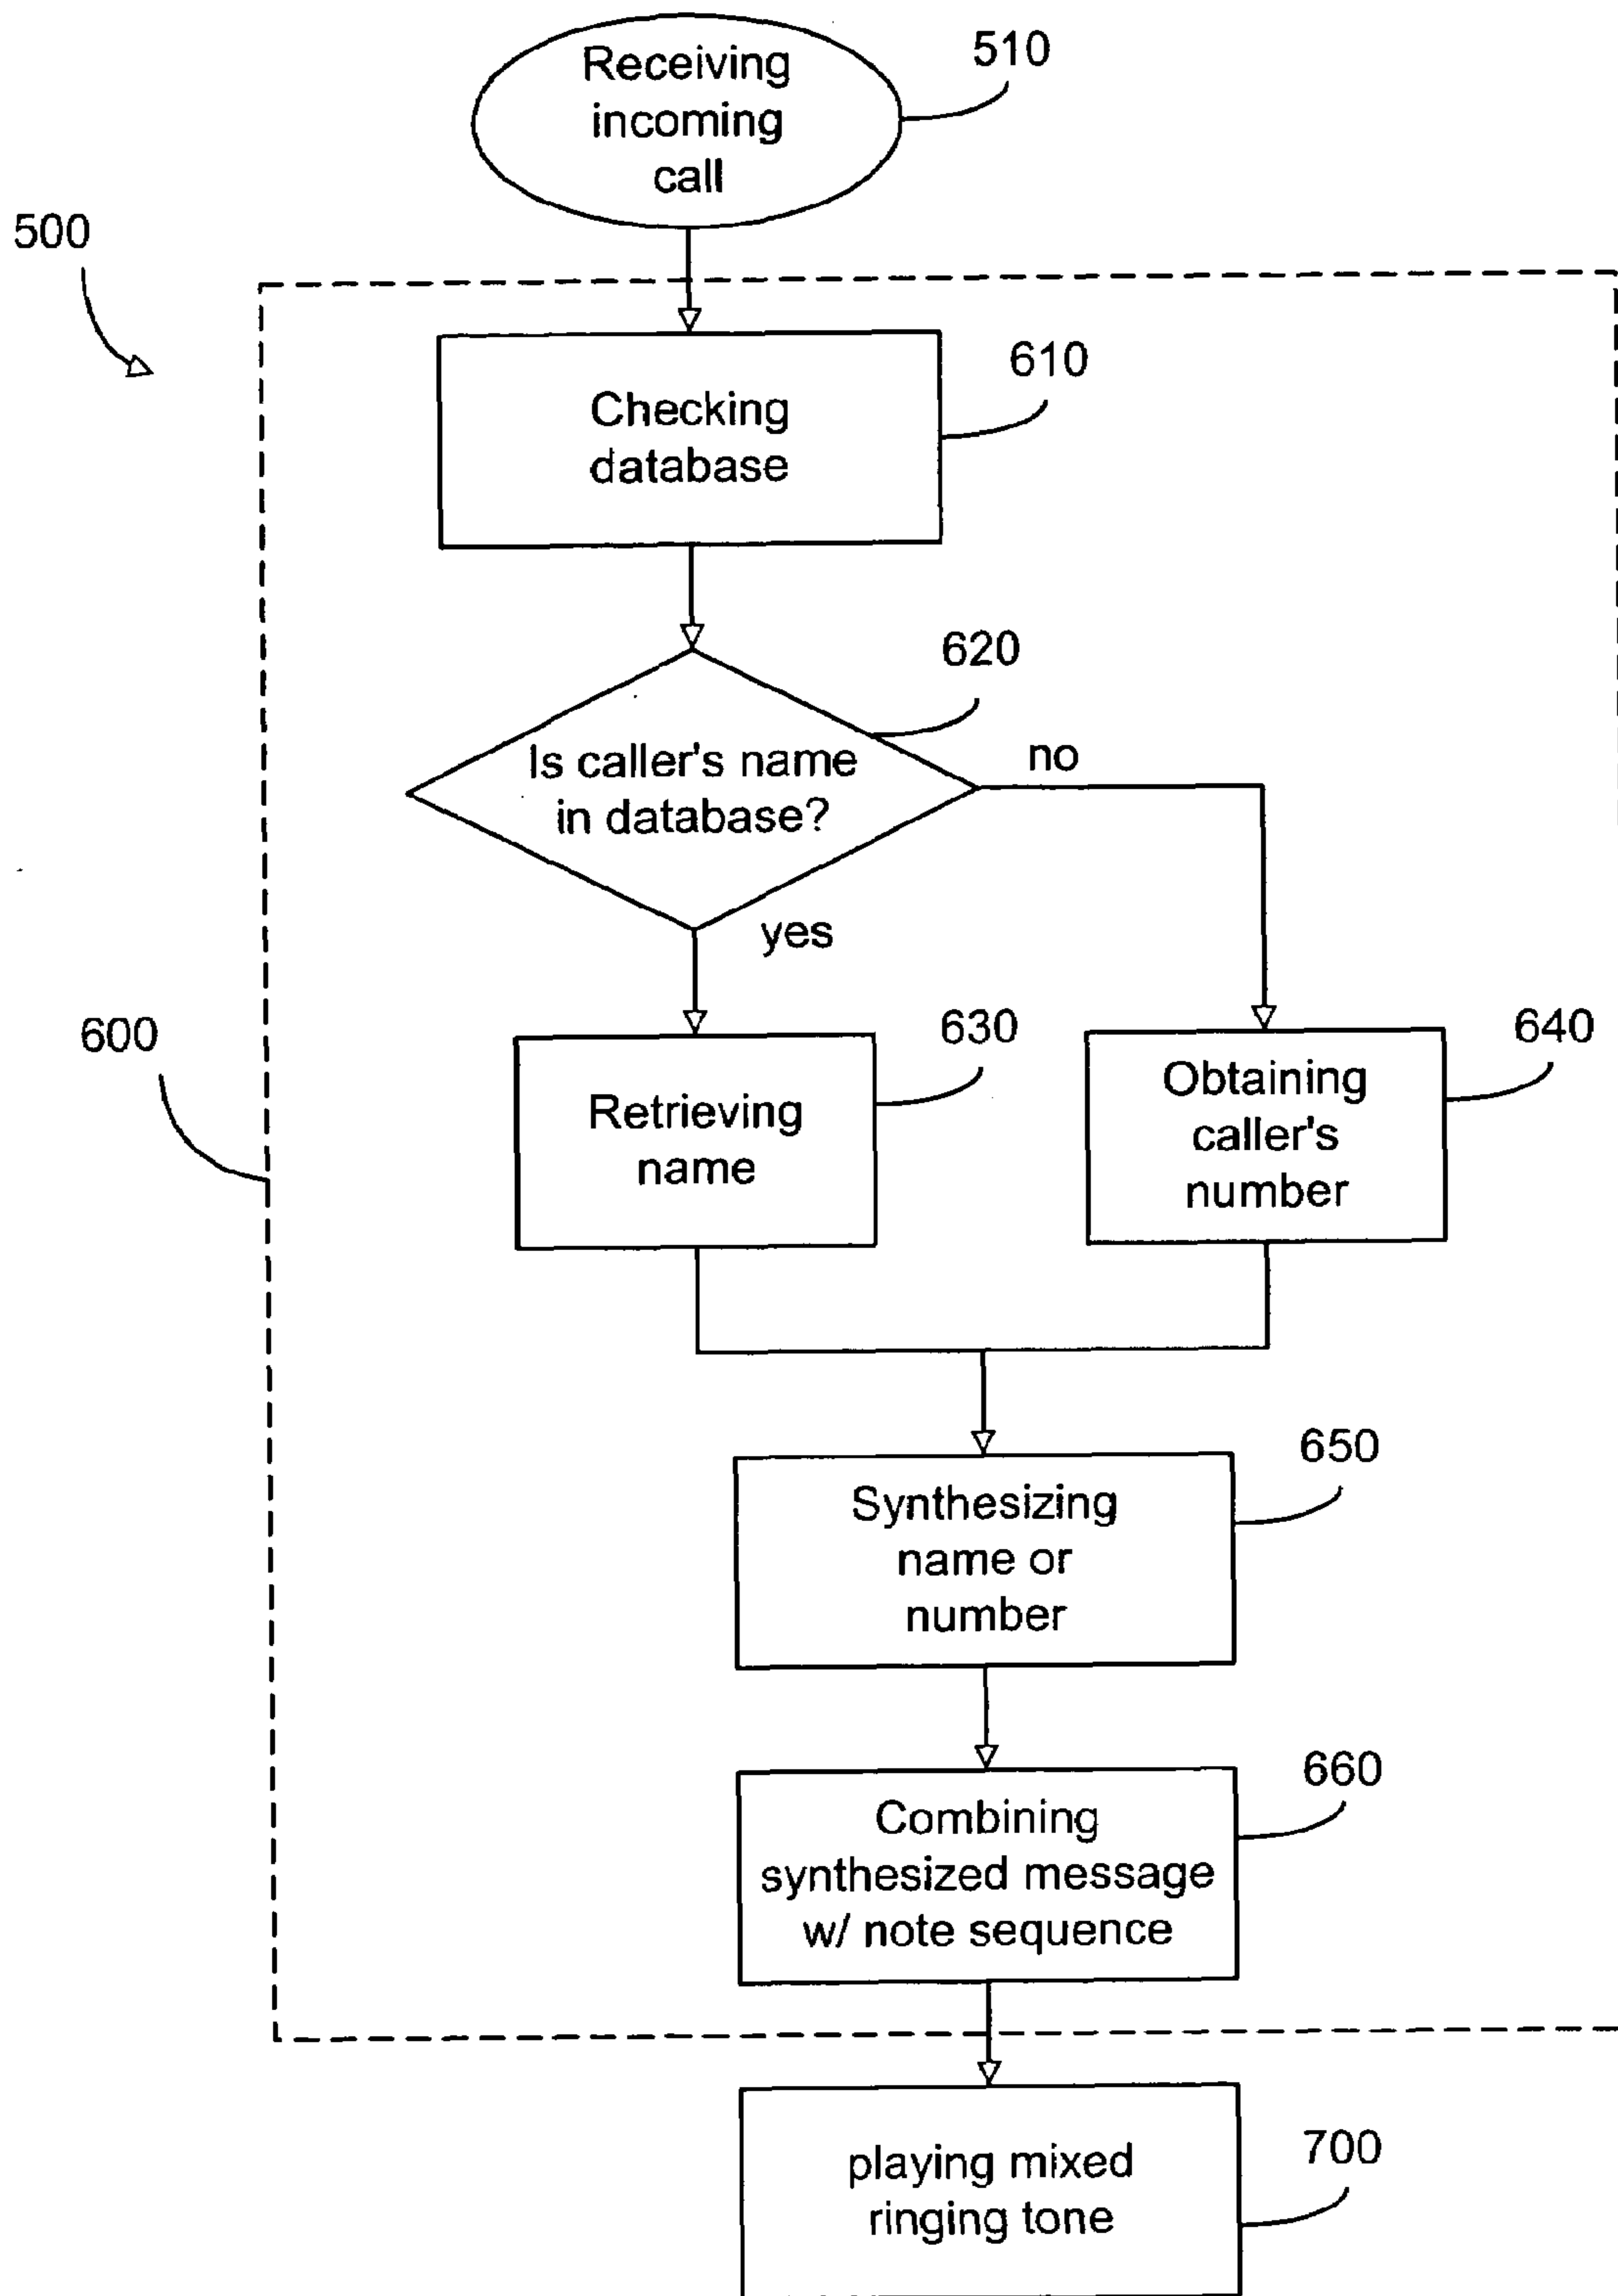 Receiving
incoming
call
510
500
Checking
database
610
620
Is caller's name
in database?
no
yes
600
Retrieving
name
630
Obtaining
caller's
number
640
Synthesizing
name or
number
650
Combining
synthesized message
w/ note sequence
660
playing mixed
ringing tone
700